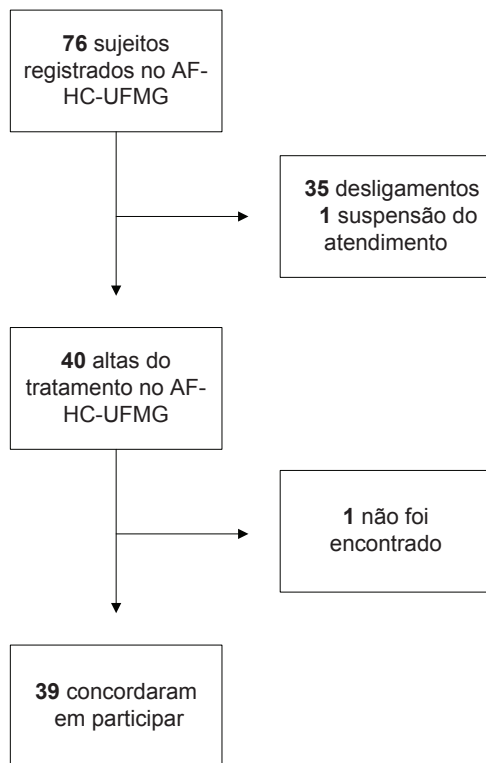 76 sujeitos
registrados no AF-
HC-UFMG
35 desligamentos
1 suspensão do
atendimento
40 altas do
tratamento no AF-
HC-UFMG
1 não foi
encontrado
39 concordaram
em participar